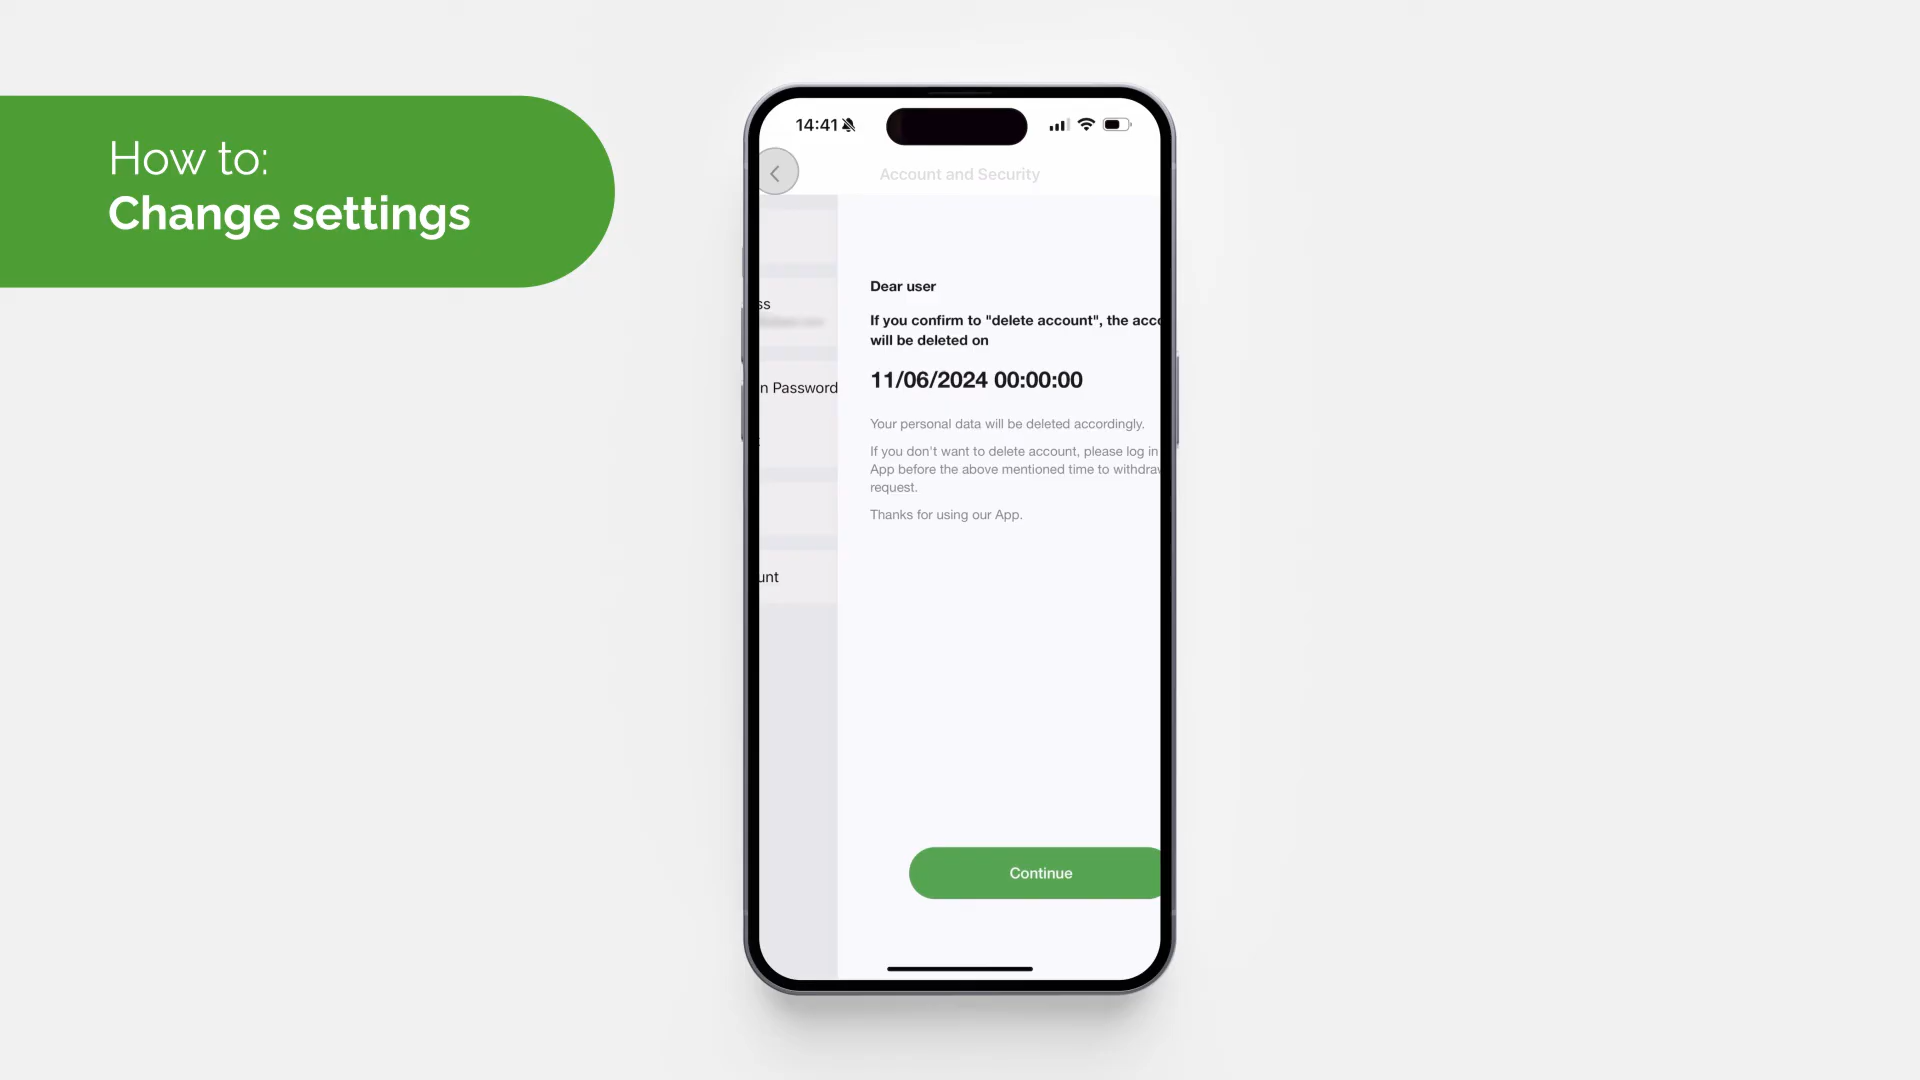 How to:
Change settings
14:41
Account and Security
ss
n Password
unt
Dear user
If you confirm to "delete account", the acco
will be deleted on
11/06/2024 00:00:00
Your personal data will be deleted accordingly.
If you don't want to delete account, please log in
App before the above mentioned time to withdraw
request.
Thanks for using our App.
Continue